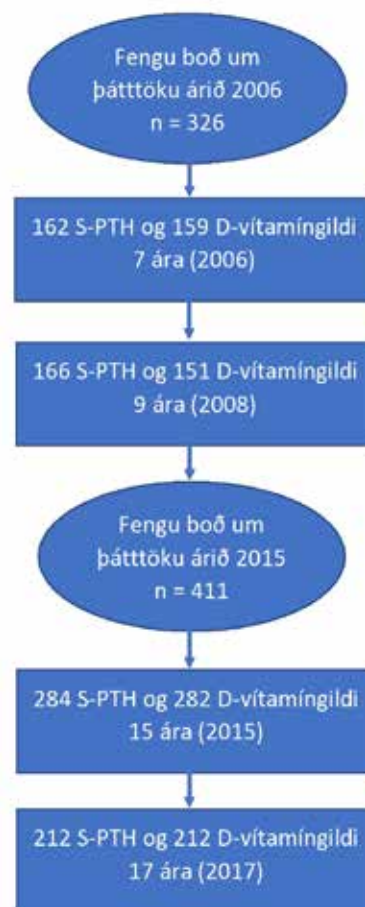 Fengu boð um
þátttöku árið 2006
n = 326
162 S-PTH og 159 D-vítamíngildi
7 ára (2006)
166 S-PTH og 151 D-vítamíngildi
9 ára (2008)
Fengu boð um
þátttöku árið 2015
n = 411
284 S-PTH og 282 D-vítamíngildi
15 ára (2015)
212 S-PTH og 212 D-vítamíngildi
17 ára (2017)